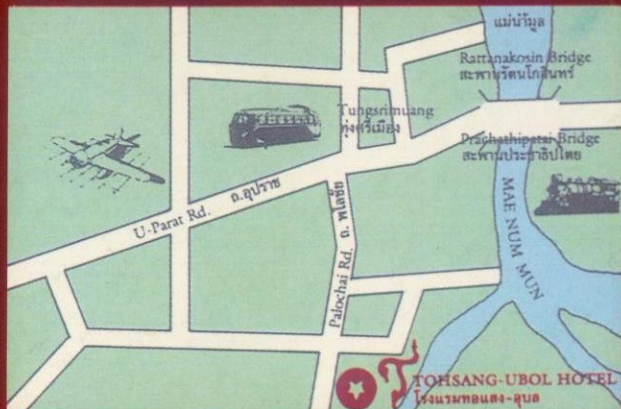 แม่น้ำมูล
Rattanakosin Bridge
สะพานรัตนโกสินทร์
Tungsrimuang
ทุ่งศรีเมือง
Prachathipatai Bridge
สะพานประชาธิปไตย
U-Parat Rd. ถ.อุปราช
Palochai Rd. ถ. พโลชัย
MAE NUM MUN
TOHSANG-UBOL HOTEL
โรงแรมทอแสง-อุบล